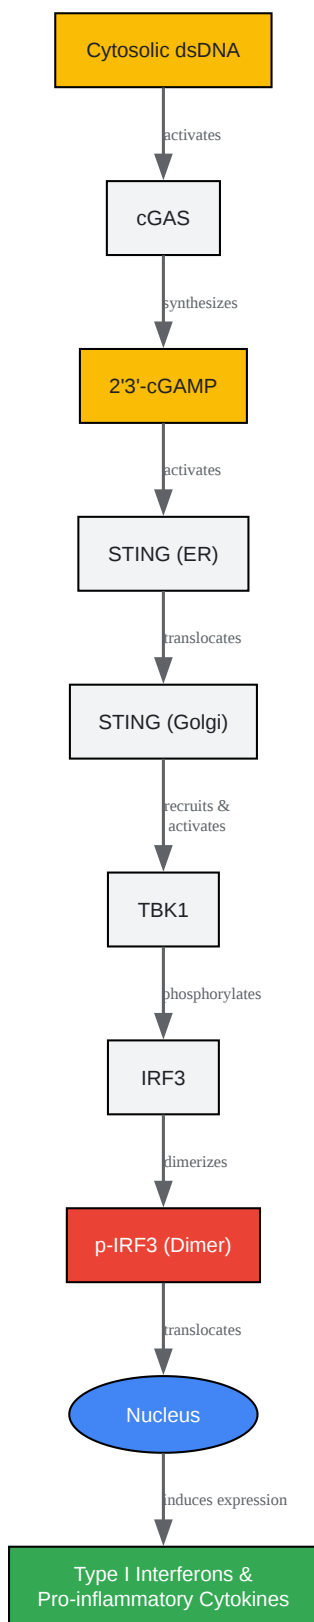 Cytosolic dsDNA
activates
cGAS
synthesizes
2'3'-cGAMP
activates
STING (ER)
translocates
STING (Golgi)
recruits &
activates
TBK1
phosphorylates
IRF3
dimerizes
p-IRF3 (Dimer)
translocates
Nucleus
induces expression
Type I Interferons &
Pro-inflammatory Cytokines